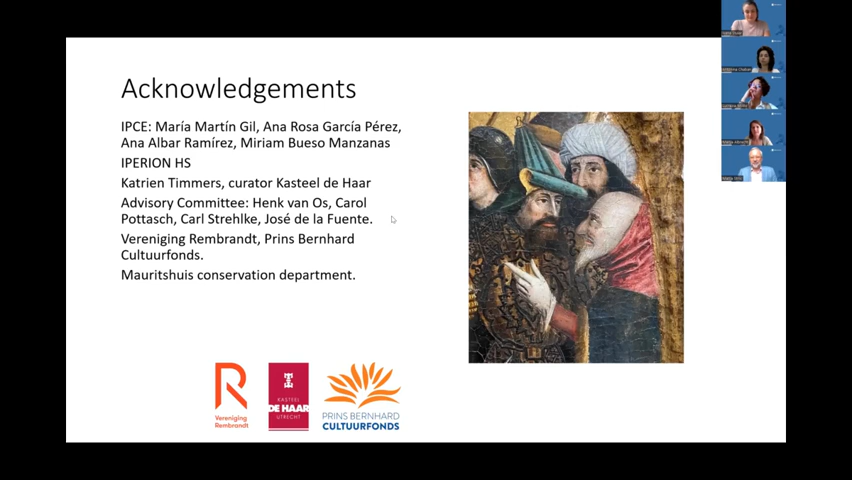 Acknowledgements
IPCE: María Martín Gil, Ana Rosa García Pérez,
Ana Albar Ramírez, Miriam Bueso Manzanas
IPERION HS
Katrien Timmers, curator Kasteel de Haar
Advisory Committee: Henk van Os, Carol
Pottasch, Carl Strehlke, José de la Fuente.
Vereniging Rembrandt, Prins Bernhard
Cultuurfonds.
Mauritshuis conservation department.
Vereniging
Rembrandt
KASTEEL
DE HAAR
UTRECHT
PRINS BERNHARD
CULTUURFONDS